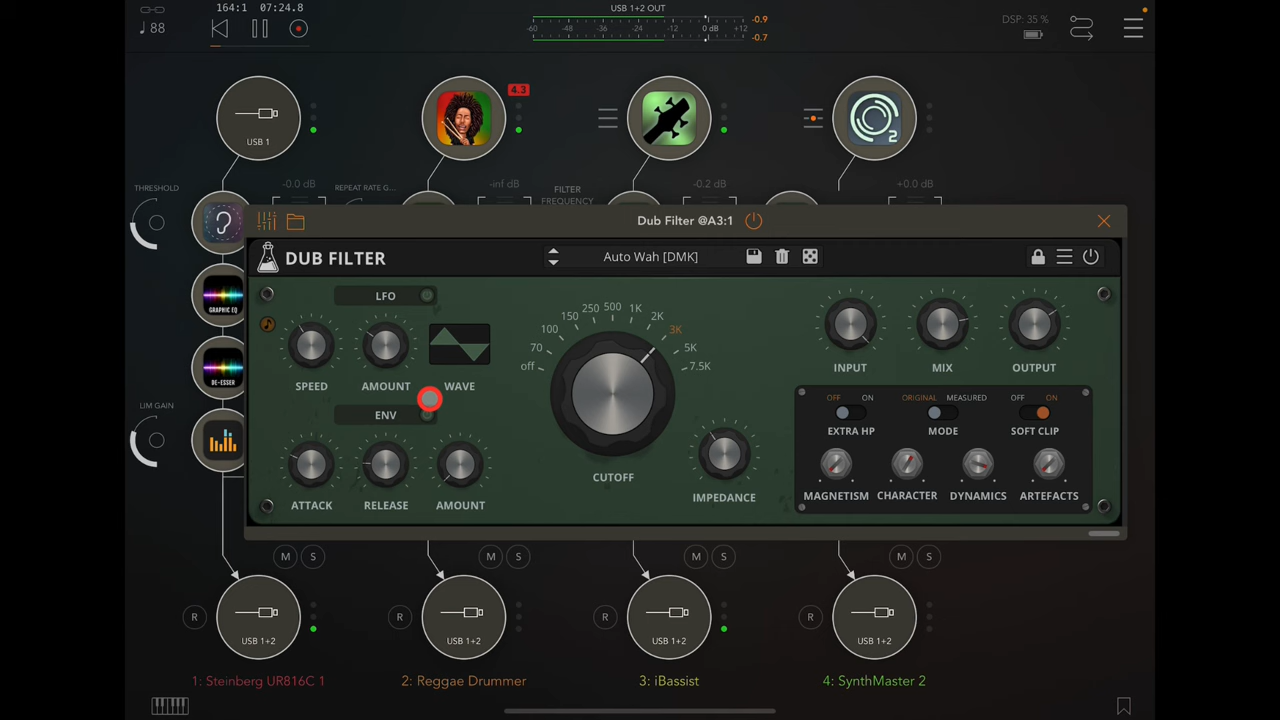 164:1 07:24.8
USB 1+2 OUT
♩88
-60 -48 -36 -24 -12 0 dB +12
-0.9
-0.7
DSP: 35 %
USB 1
4.3
2
THRESHOLD
-0.0 dB
REPEAT RATE G...
-inf dB
FILTER
FREQUENCY
-0.2 dB
+0.0 dB
Dub Filter @A3:1
DUB FILTER
Auto Wah [DMK]
GRAPHIC EQ
DE-ESSER
LIM GAIN
LFO
SPEED
AMOUNT
WAVE
ENV
ATTACK
RELEASE
AMOUNT
off 70 100 150 250 500 1K 2K 3K 5K 7.5K
CUTOFF
IMPEDANCE
INPUT
MIX
OUTPUT
OFF ON
EXTRA HP
ORIGINAL MEASURED
MODE
OFF ON
SOFT CLIP
MAGNETISM
CHARACTER
DYNAMICS
ARTEFACTS
M S
M S
M S
M S
R
USB 1+2
R
USB 1+2
R
USB 1+2
R
USB 1+2
1: Steinberg UR816C 1
2: Reggae Drummer
3: iBassist
4: SynthMaster 2